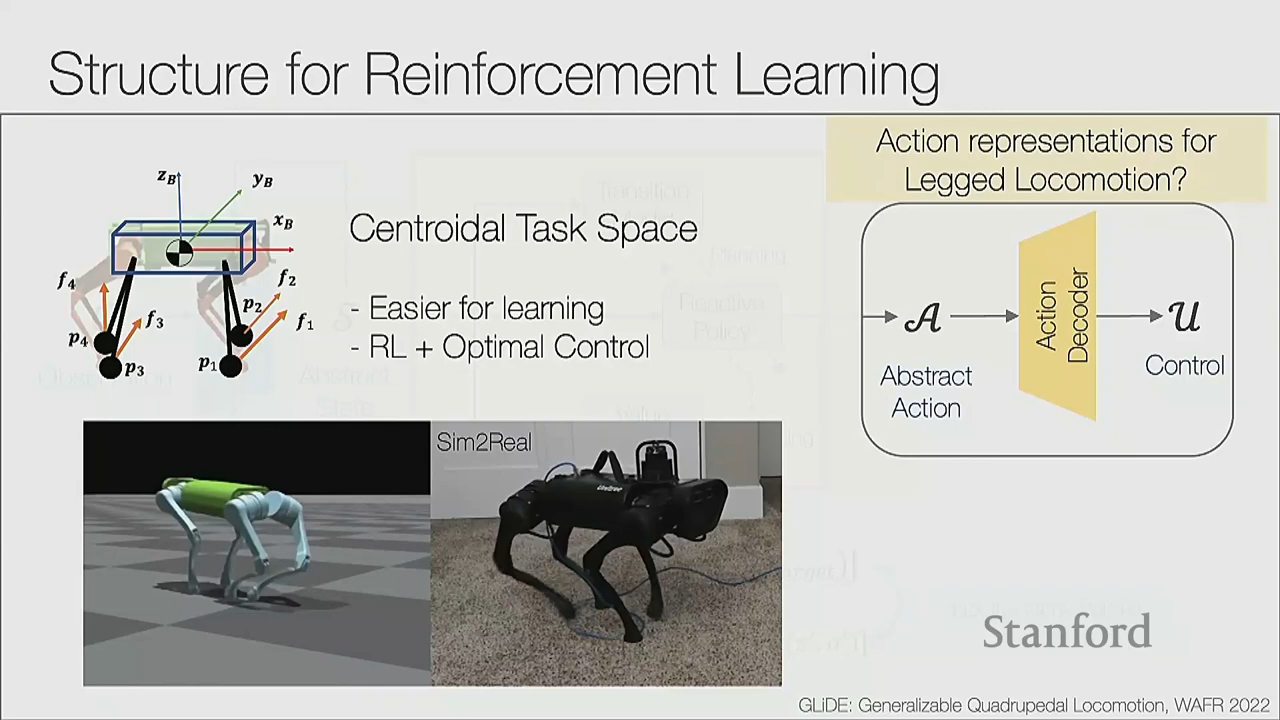 Structure for Reinforcement Learning
Action representations for
Legged Locomotion?
z_B
y_B
x_B
f_4
f_3
f_2
f_1
p_4
p_3
p_2
p_1
Centroidal Task Space
- Easier for learning
- RL + Optimal Control
𝒜
Abstract
Action
Action
Decoder
𝒰
Control
Sim2Real
Unitree
Stanford
GLiDE: Generalizable Quadrupedal Locomotion, WAFR 2022